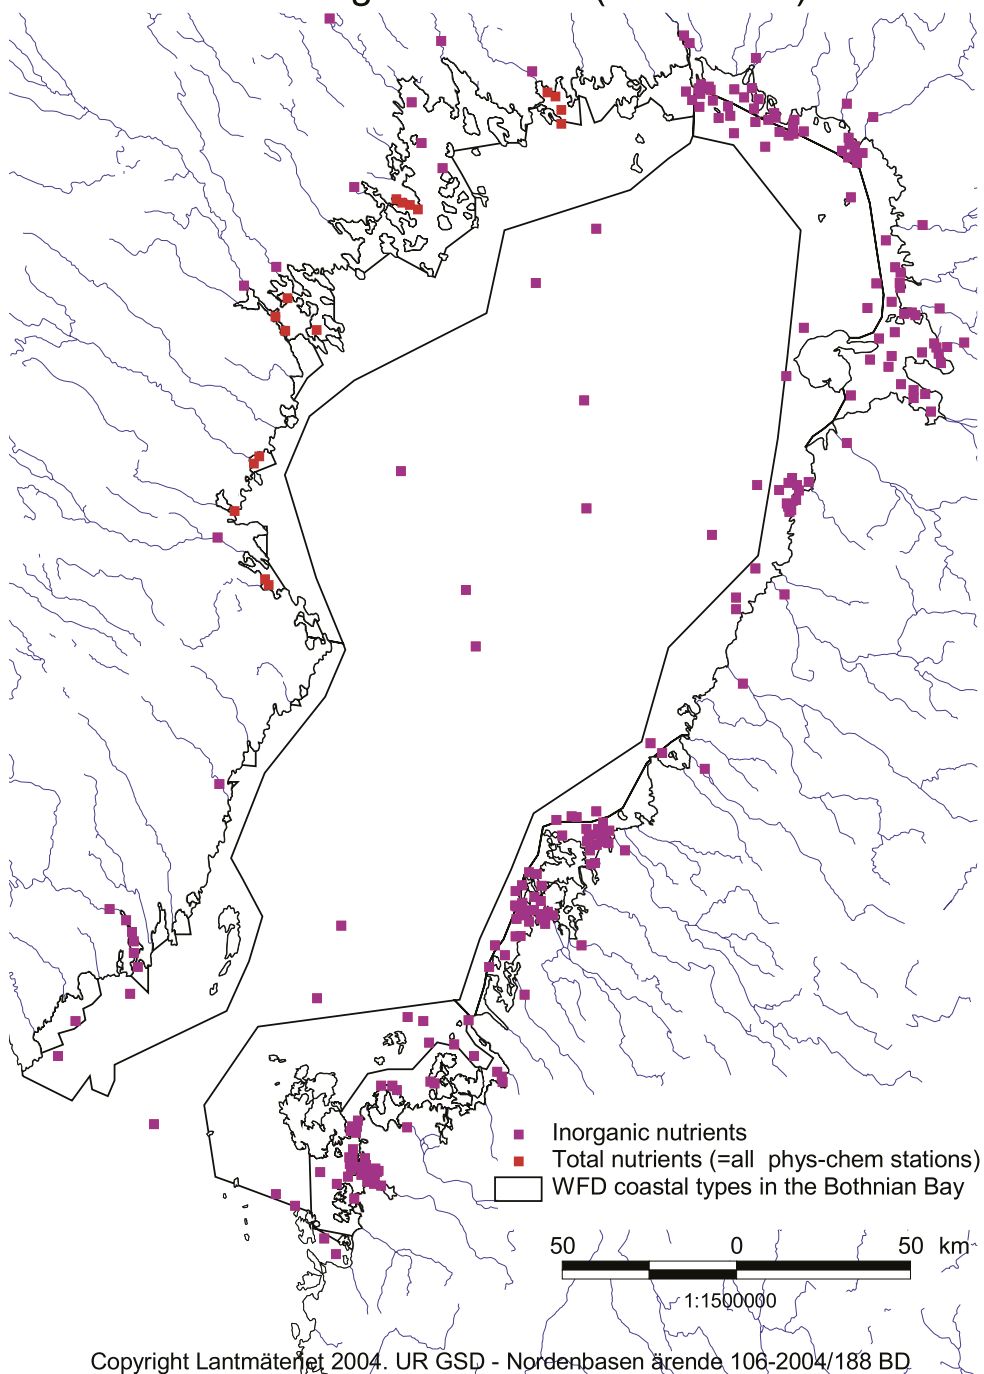 Inorganic nutrients
Total nutrients (=all phys-chem stations)
WFD coastal types in the Bothnian Bay
50 0 50 km
1:1500000
Copyright Lantmäteriet 2004. UR GSD - Nordenbasen ärende 106-2004/188 BD